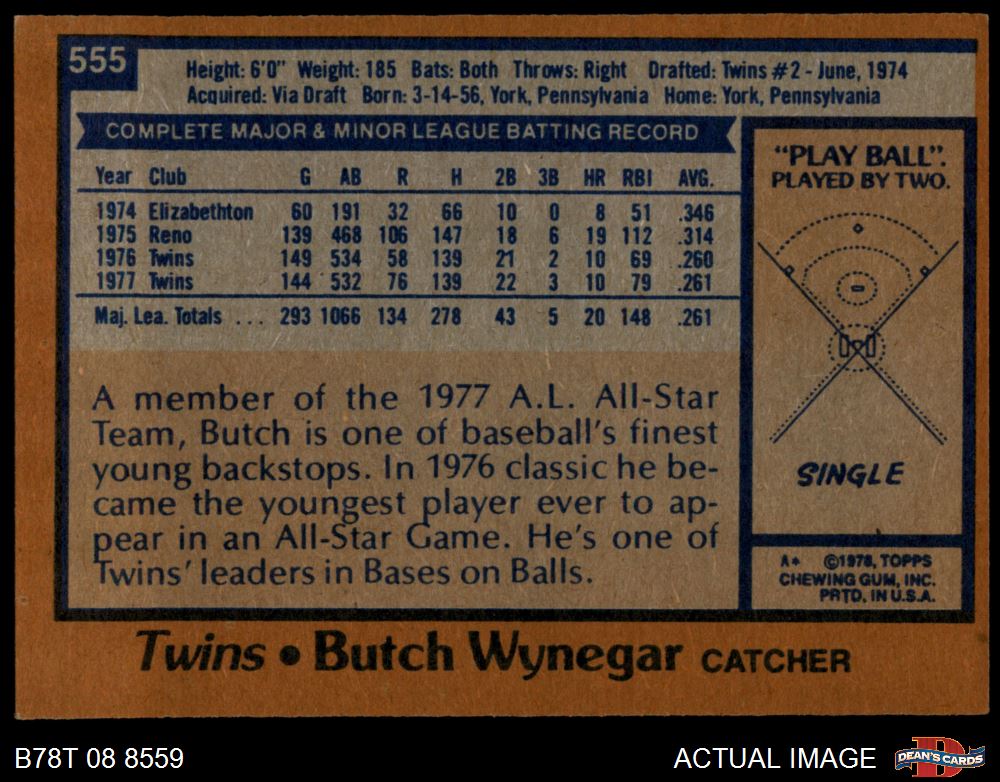 555
Height: 6'0" Weight: 185 Bats: Both Throws: Right Drafted: Twins #2 - June, 1974
Acquired: Via Draft Born: 3-14-56, York, Pennsylvania Home: York, Pennsylvania
COMPLETE MAJOR & MINOR LEAGUE BATTING RECORD
Year Club G AB R H 2B 3B HR RBI AVG.
1974 Elizabethton 60 191 32 66 10 0 8 51 .346
1975 Reno 139 468 106 147 18 6 19 112 .314
1976 Twins 149 534 58 139 21 2 10 69 .260
1977 Twins 144 532 76 139 22 3 10 79 .261
Maj. Lea. Totals ... 293 1066 134 278 43 5 20 148 .261
A member of the 1977 A.L. All-Star
Team, Butch is one of baseball's finest
young backstops. In 1976 classic he be-
came the youngest player ever to ap-
pear in an All-Star Game. He's one of
Twins' leaders in Bases on Balls.
"PLAY BALL".
PLAYED BY TWO.
SINGLE
A* ©1978, TOPPS
CHEWING GUM, INC.
PRTD. IN U.S.A.
Twins • Butch Wynegar CATCHER
B78T 08 8559
ACTUAL IMAGE
D
DEAN'S CARDS